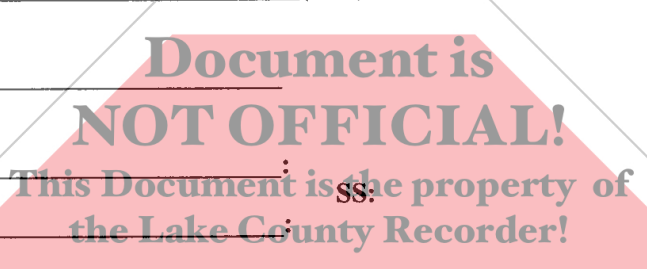 Document is
NOT OFFICIAL!
:
This Document is the property of
SS:
the Lake County Recorder!
: